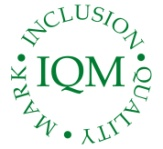 INCLUSION • QUALITY • MARK •
IQM